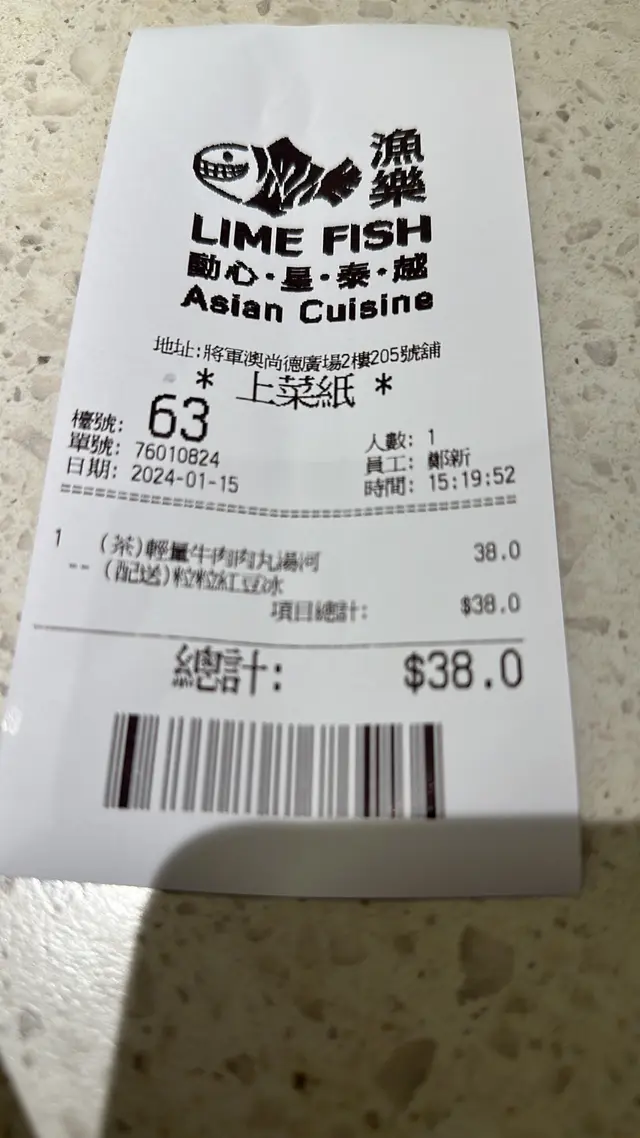 漁樂
LIME FISH
動心·星·泰·越
Asian Cuisine
地址:將軍澳尚德廣場2樓205號舖
* 上菜紙 *
檯號: 63
人數: 1
單號: 76010824
員工: 鄭新
日期: 2024-01-15
時間: 15:19:52
1 (茶)輕量牛肉肉丸湯河 38.0
-- (配送)粒粒紅豆冰
項目總計: $38.0
總計: $38.0